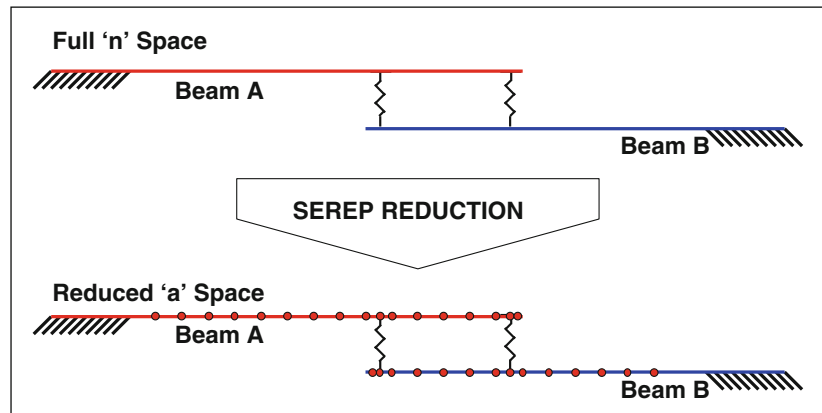 Full ‘n’ Space
Beam A
Beam B
SEREP REDUCTION
Reduced ‘a’ Space
Beam A
Beam B